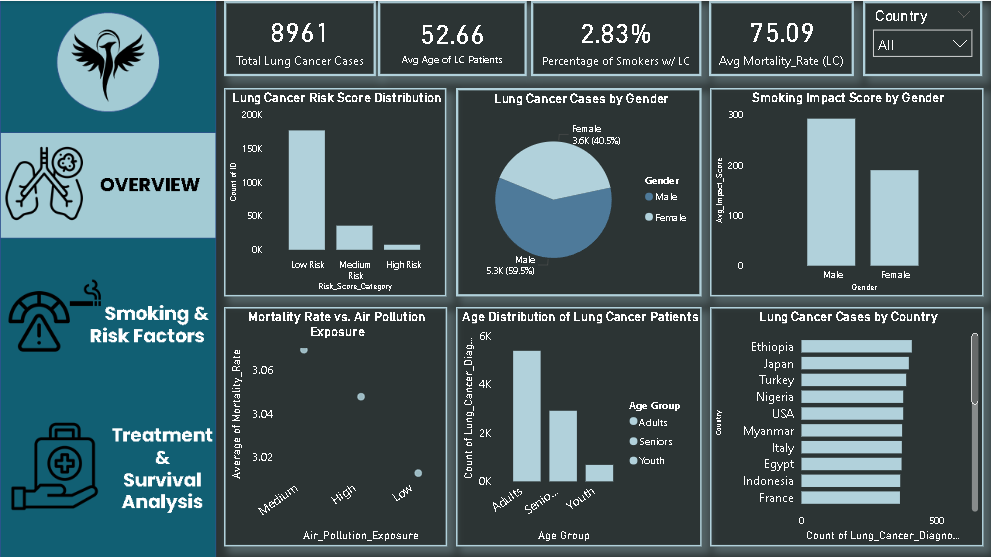 8961
Total Lung Cancer Cases
52.66
Avg Age of LC Patients
2.83%
Percentage of Smokers w/ LC
75.09
Avg Mortality_Rate (LC)
Country
All
OVERVIEW
Smoking &
Risk Factors
Treatment
&
Survival
Analysis
Lung Cancer Risk Score Distribution
Count of ID
200K
150K
100K
50K
0K
Low Risk
Medium
Risk
High Risk
Risk_Score_Category
Lung Cancer Cases by Gender
Female
3.6K (40.5%)
Male
5.3K (59.5%)
Gender
Male
Female
Smoking Impact Score by Gender
Avg_Impact_Score
300
200
100
0
Male
Female
Gender
Mortality Rate vs. Air Pollution
Exposure
Average of Mortality_Rate
3.06
3.04
3.02
Medium
High
Low
Air_Pollution_Exposure
Age Distribution of Lung Cancer Patients
Count of Lung_Cancer_Diag...
6K
4K
2K
0K
Adults
Senio...
Youth
Age Group
Age Group
Adults
Seniors
Youth
Lung Cancer Cases by Country
Country
Ethiopia
Japan
Turkey
Nigeria
USA
Myanmar
Italy
Egypt
Indonesia
France
0
500
Count of Lung_Cancer_Diagno...